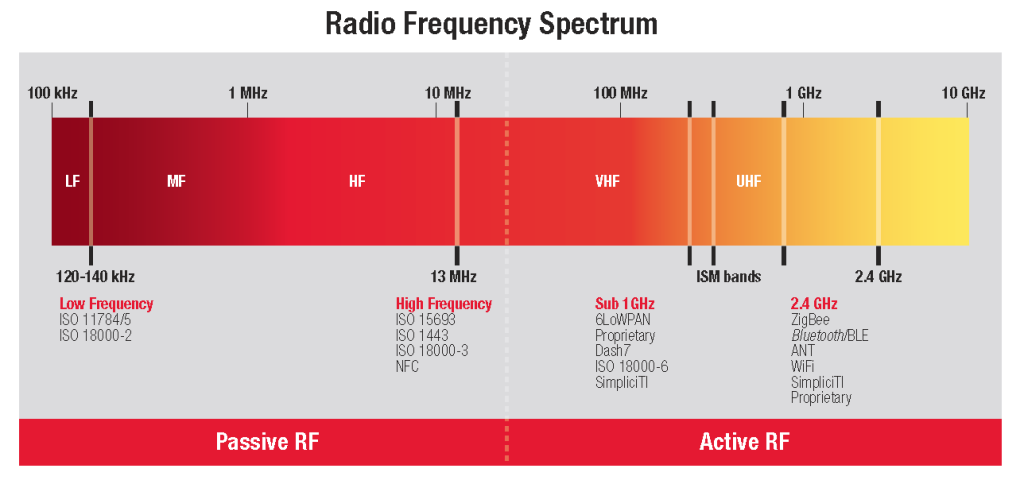 Radio Frequency Spectrum
100 kHz
1 MHz
10 MHz
100 MHz
1 GHz
10 GHz
LF
MF
HF
VHF
UHF
120-140 kHz
13 MHz
ISM bands
2.4 GHz
Low Frequency
ISO 11784/5
ISO 18000-2
High Frequency
ISO 15693
ISO 1443
ISO 18000-3
NFC
Sub 1GHz
6LoWPAN
Proprietary
Dash7
ISO 18000-6
SimpliciTI
2.4 GHz
ZigBee
Bluetooth/BLE
ANT
WiFi
SimpliciTI
Proprietary
Passive RF
Active RF